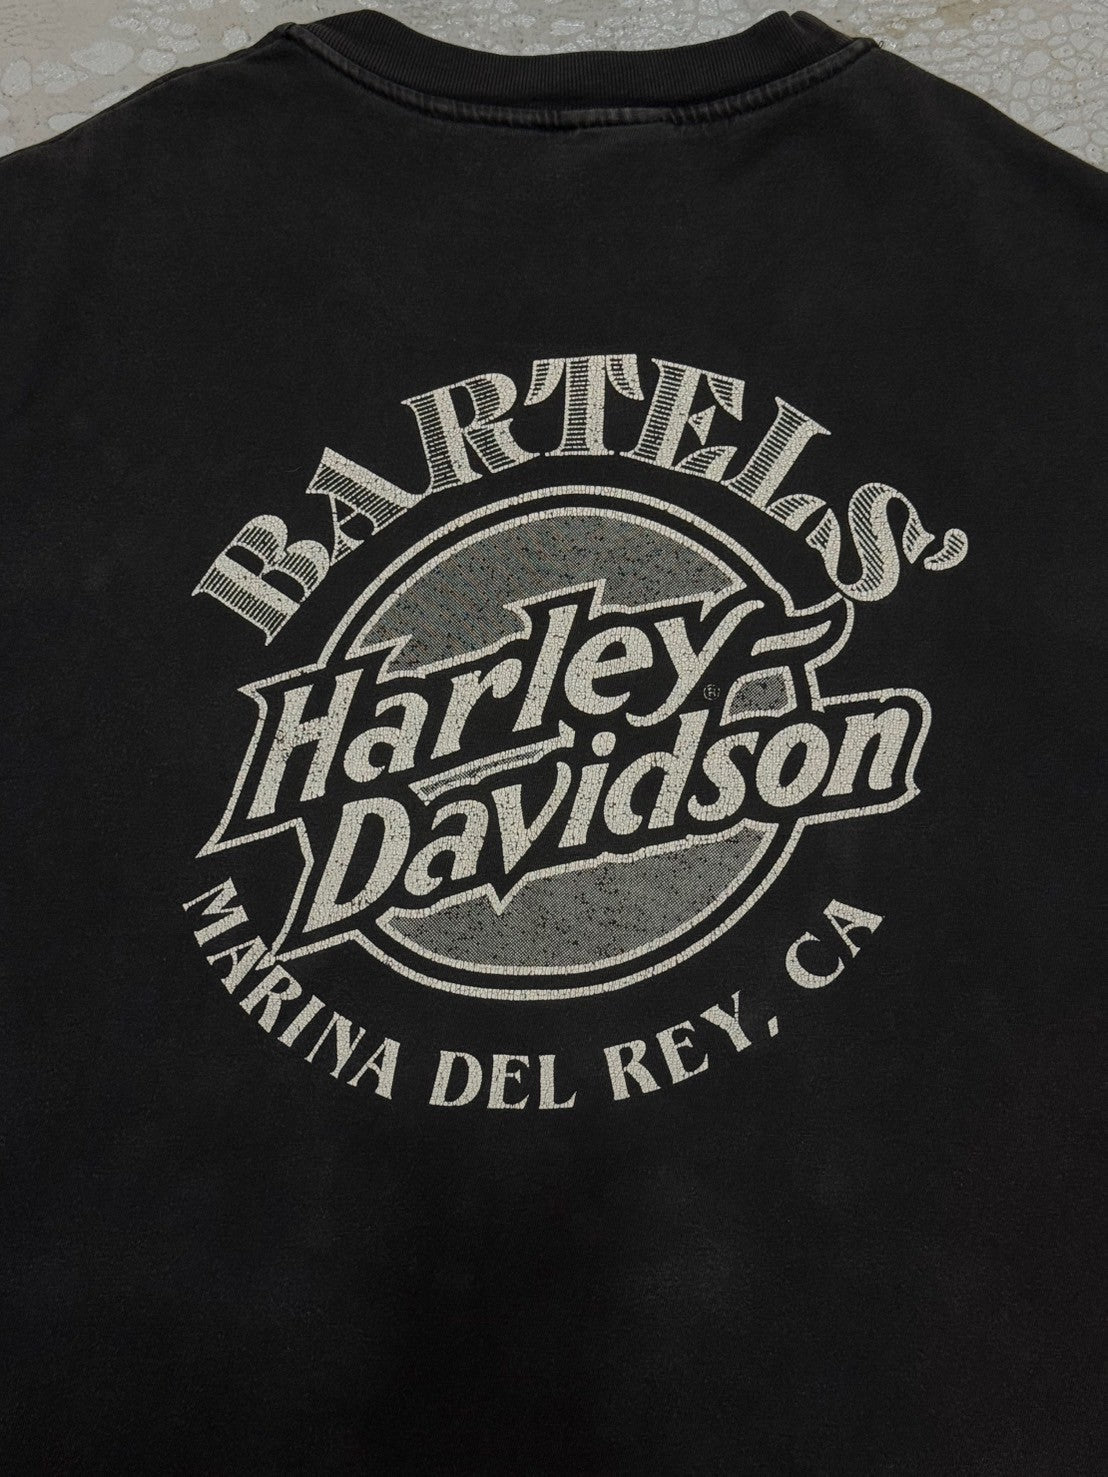 BARTELS'
Harley
Davidson
®
MARINA DEL REY, CA